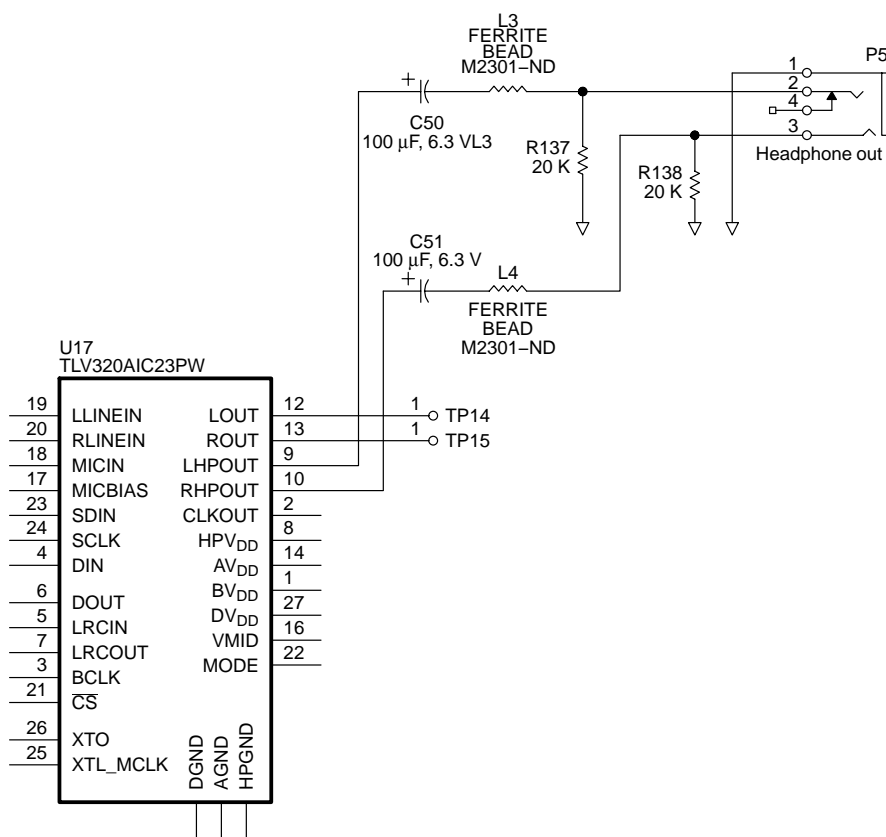 L3
FERRITE
BEAD
M2301–ND
P5
1
2
4
3
C50
100 μF, 6.3 VL3
R137
20 K
R138
20 K
Headphone out
C51
100 μF, 6.3 V
L4
FERRITE
BEAD
M2301–ND
U17
TLV320AIC23PW
19 LLINEIN LOUT 12 1 TP14
20 RLINEIN ROUT 13 1 TP15
18 MICIN LHPOUT 9
17 MICBIAS RHPOUT 10
23 SDIN CLKOUT 2
24 SCLK HPVDD 8
4 DIN AVDD 14
BVDD 1
6 DOUT DVDD 27
5 LRCIN VMID 16
7 LRCOUT MODE 22
3 BCLK
21 CS
26 XTO
25 XTL_MCLK
DGND
AGND
HPGND
+
+